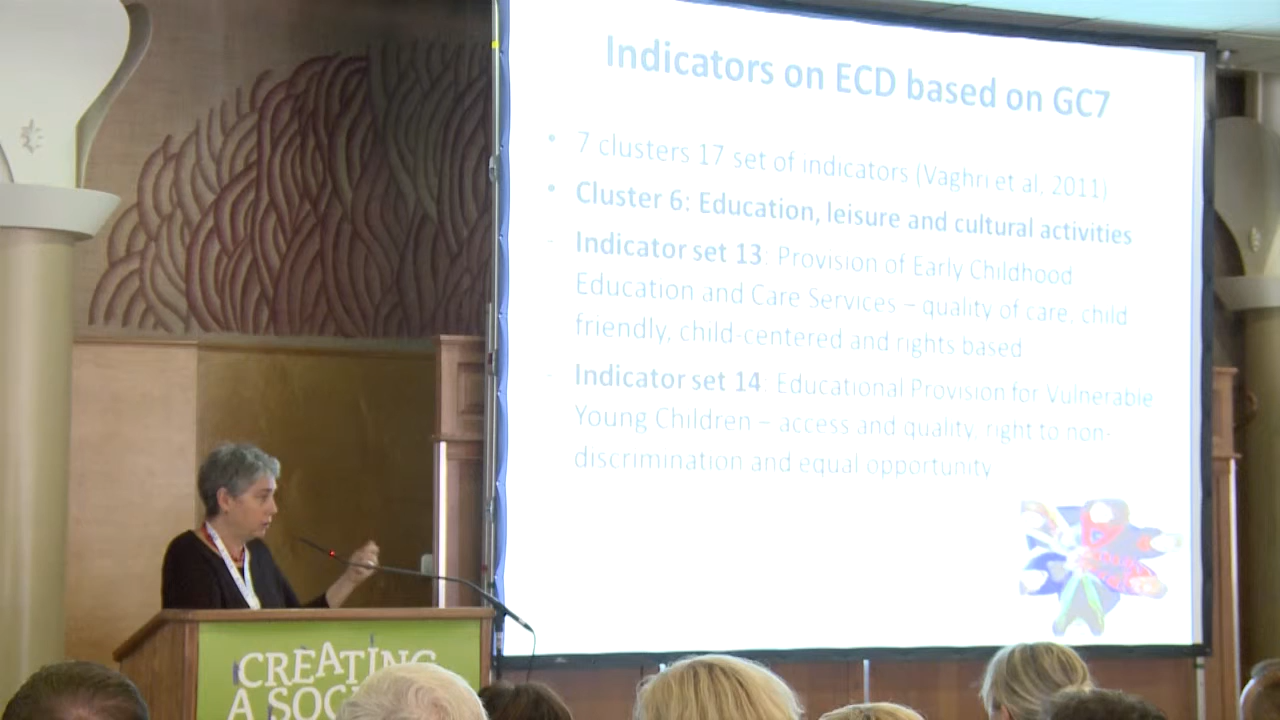 Indicators on ECD based on GC7
• 7 clusters 17 set of indicators (Vaghri et al, 2011)
• Cluster 6: Education, leisure and cultural activities
- Indicator set 13: Provision of Early Childhood
Education and Care Services – quality of care, child
friendly, child-centered and rights based
- Indicator set 14: Educational Provision for Vulnerable
Young Children – access and quality right to non-
discrimination and equal opportunity
CREATING
A SOCI